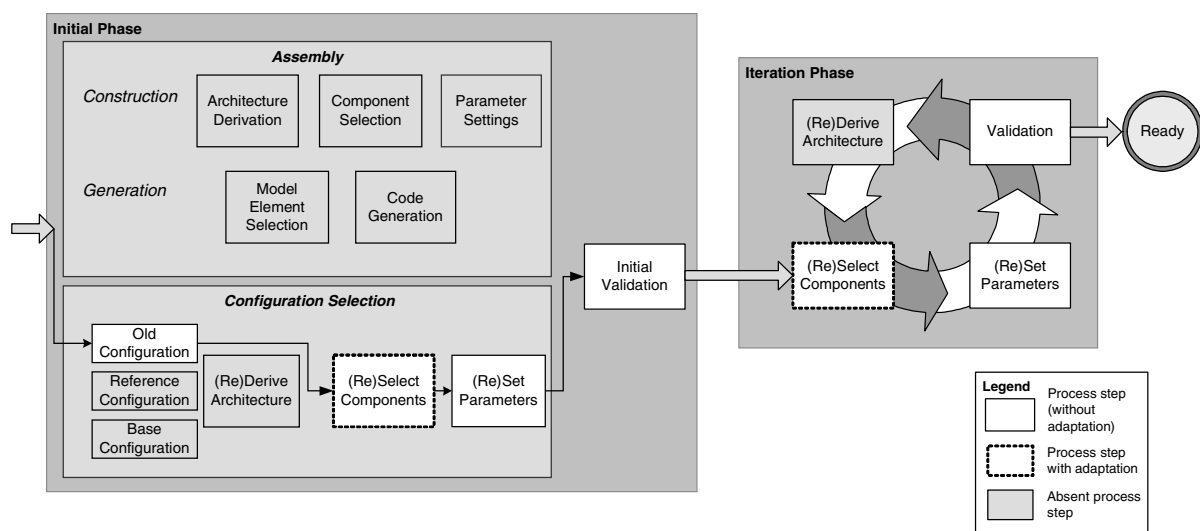 Initial Phase
Assembly
Construction
Architecture
Derivation
Component
Selection
Parameter
Settings
Generation
Model
Element
Selection
Code
Generation
Configuration Selection
Old
Configuration
Reference
Configuration
Base
Configuration
(Re)Derive
Architecture
(Re)Select
Components
(Re)Set
Parameters
Initial
Validation
Iteration Phase
(Re)Derive
Architecture
Validation
(Re)Select
Components
(Re)Set
Parameters
Ready
Legend
Process step
(without
adaptation)
Process step
with adaptation
Absent process
step